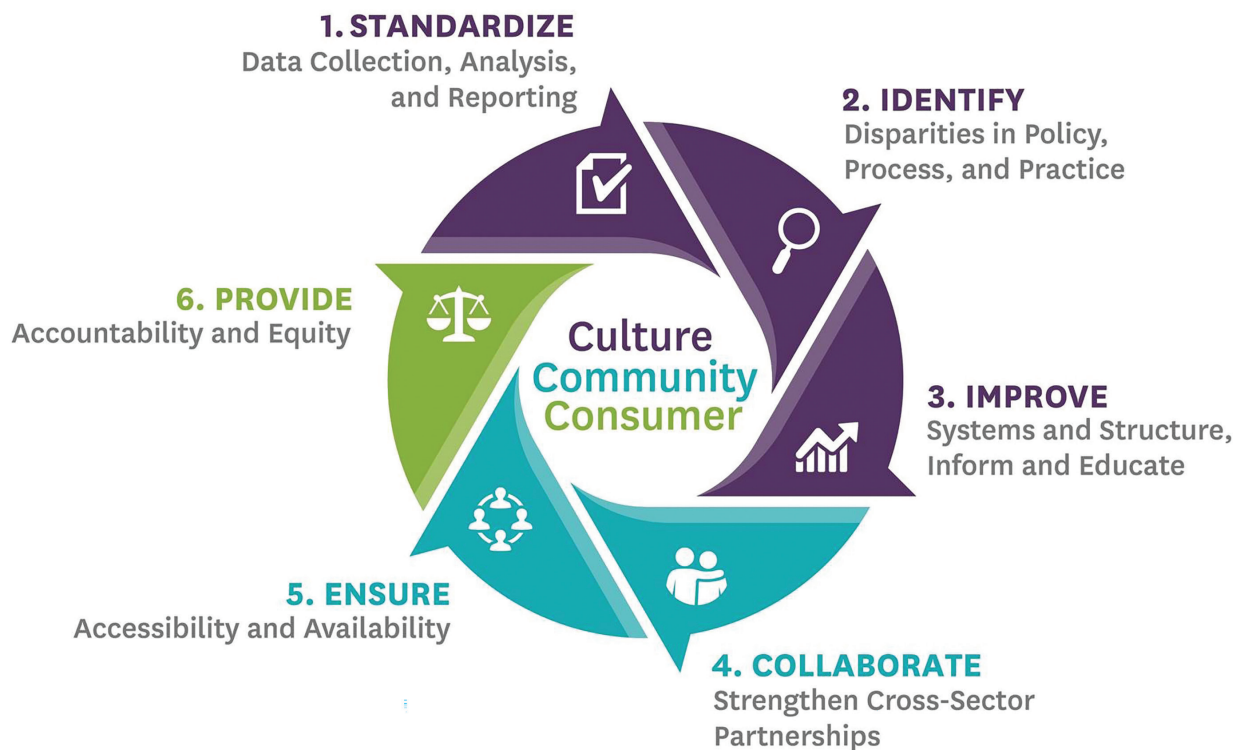 1. STANDARDIZE
Data Collection, Analysis,
and Reporting
2. IDENTIFY
Disparities in Policy,
Process, and Practice
3. IMPROVE
Systems and Structure,
Inform and Educate
4. COLLABORATE
Strengthen Cross-Sector
Partnerships
5. ENSURE
Accessibility and Availability
6. PROVIDE
Accountability and Equity
Culture
Community
Consumer